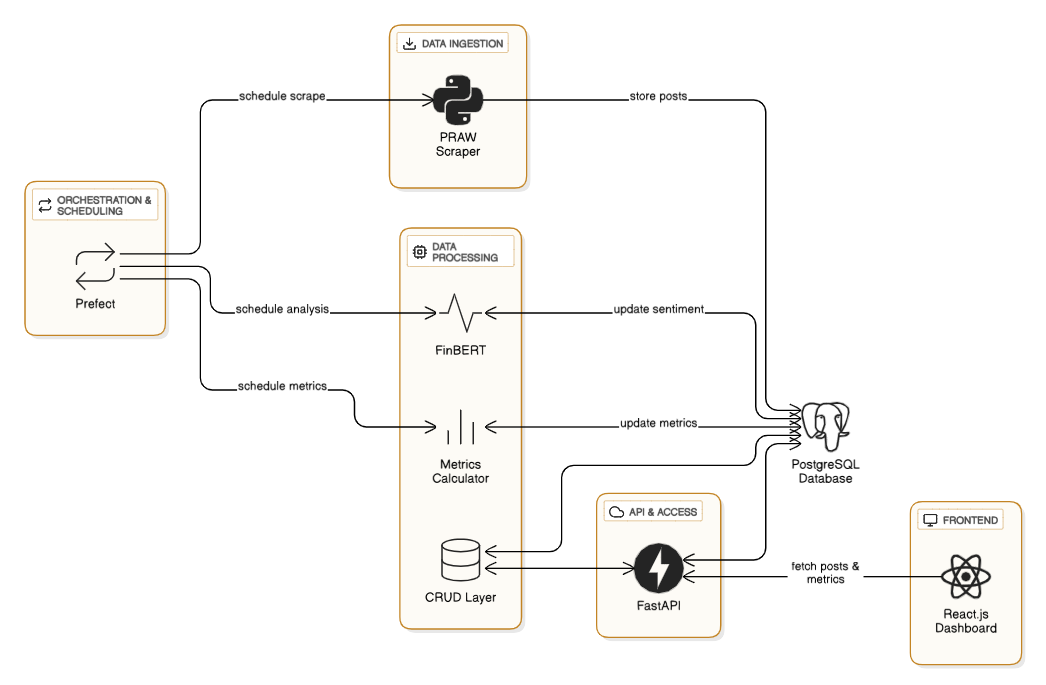 DATA INGESTION
schedule scrape
store posts
PRAW
Scraper
ORCHESTRATION &
SCHEDULING
Prefect
DATA
PROCESSING
schedule analysis
update sentiment
FinBERT
schedule metrics
update metrics
Metrics
Calculator
PostgreSQL
Database
API & ACCESS
FRONTEND
fetch posts &
metrics
CRUD Layer
FastAPI
React.js
Dashboard